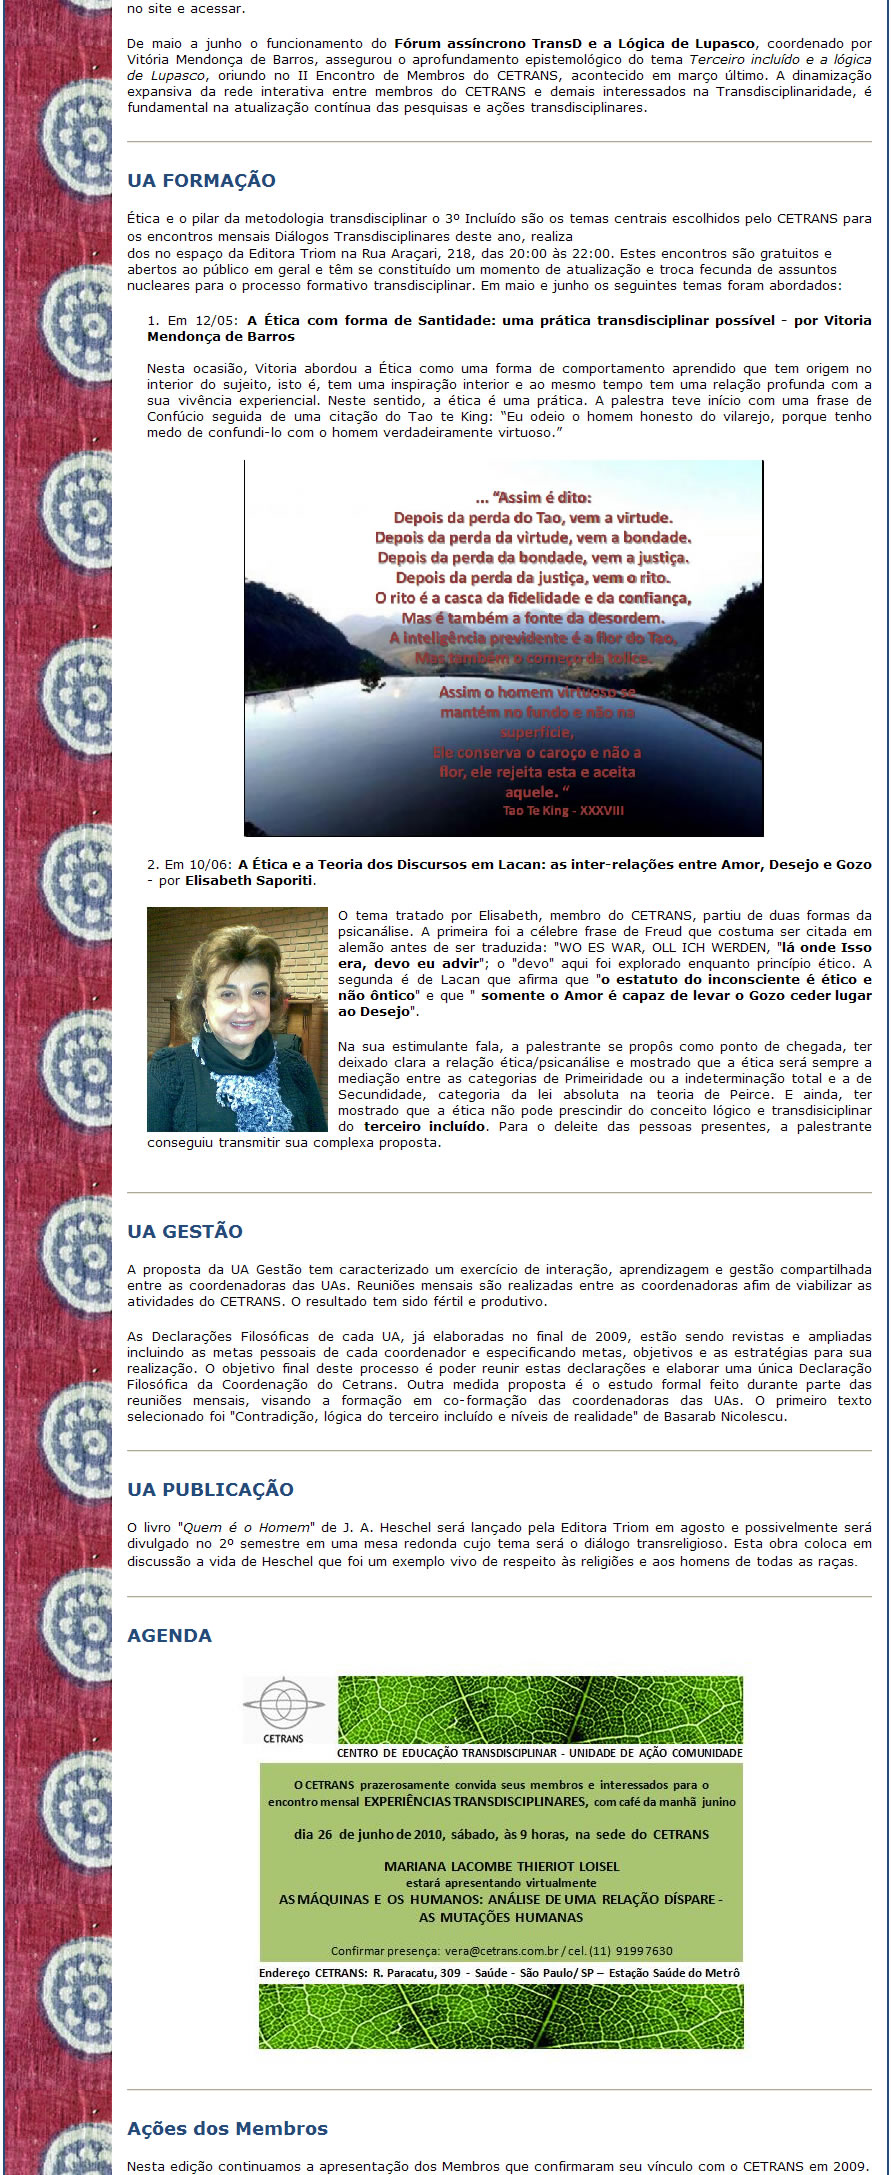 no site e acessar.
De maio a junho o funcionamento do Fórum assíncrono TransD e a Lógica de Lupasco, coordenado por
Vitória Mendonça de Barros, assegurou o aprofundamento epistemológico do tema Terceiro incluído e a lógica
de Lupasco, oriundo no II Encontro de Membros do CETRANS, acontecido em março último. A dinamização
expansiva da rede interativa entre membros do CETRANS e demais interessados na Transdisciplinaridade, é
fundamental na atualização contínua das pesquisas e ações transdisciplinares.
UA FORMAÇÃO
Ética e o pilar da metodologia transdisciplinar o 3º Incluído são os temas centrais escolhidos pelo CETRANS para
os encontros mensais Diálogos Transdisciplinares deste ano, realiza
dos no espaço da Editora Triom na Rua Araçari, 218, das 20:00 às 22:00. Estes encontros são gratuitos e
abertos ao público em geral e têm se constituído um momento de atualização e troca fecunda de assuntos
nucleares para o processo formativo transdisciplinar. Em maio e junho os seguintes temas foram abordados:
1. Em 12/05: A Ética com forma de Santidade: uma prática transdisciplinar possível - por Vitoria
Mendonça de Barros
Nesta ocasião, Vitoria abordou a Ética como uma forma de comportamento aprendido que tem origem no
interior do sujeito, isto é, tem uma inspiração interior e ao mesmo tempo tem uma relação profunda com a
sua vivência experiencial. Neste sentido, a ética é uma prática. A palestra teve início com uma frase de
Confúcio seguida de uma citação do Tao te King: “Eu odeio o homem honesto do vilarejo, porque tenho
medo de confundi-lo com o homem verdadeiramente virtuoso.”
... “Assim é dito:
Depois da perda do Tao, vem a virtude.
Depois da perda da virtude, vem a bondade.
Depois da perda da bondade, vem a justiça.
Depois da perda da justiça, vem o rito.
O rito é a casca da fidelidade e da confiança,
Mas é também a fonte da desordem.
A inteligência previdente é a flor do Tao,
Mas também o começo da tolice.
Assim o homem virtuoso se
mantém no fundo e não na
superfície,
Ele conserva o caroço e não a
flor, ele rejeita esta e aceita
aquele. “
Tao Te King - XXXVIII
2. Em 10/06: A Ética e a Teoria dos Discursos em Lacan: as inter-relações entre Amor, Desejo e Gozo
- por Elisabeth Saporiti.
O tema tratado por Elisabeth, membro do CETRANS, partiu de duas formas da
psicanálise. A primeira foi a célebre frase de Freud que costuma ser citada em
alemão antes de ser traduzida: "WO ES WAR, OLL ICH WERDEN, "lá onde Isso
era, devo eu advir"; o "devo" aqui foi explorado enquanto princípio ético. A
segunda é de Lacan que afirma que "o estatuto do inconsciente é ético e
não ôntico" e que " somente o Amor é capaz de levar o Gozo ceder lugar
ao Desejo".
Na sua estimulante fala, a palestrante se propôs como ponto de chegada, ter
deixado clara a relação ética/psicanálise e mostrado que a ética será sempre a
mediação entre as categorias de Primeiridade ou a indeterminação total e a de
Secundidade, categoria da lei absoluta na teoria de Peirce. E ainda, ter
mostrado que a ética não pode prescindir do conceito lógico e transdisiciplinar
do terceiro incluído. Para o deleite das pessoas presentes, a palestrante
conseguiu transmitir sua complexa proposta.
UA GESTÃO
A proposta da UA Gestão tem caracterizado um exercício de interação, aprendizagem e gestão compartilhada
entre as coordenadoras das UAs. Reuniões mensais são realizadas entre as coordenadoras afim de viabilizar as
atividades do CETRANS. O resultado tem sido fértil e produtivo.
As Declarações Filosóficas de cada UA, já elaboradas no final de 2009, estão sendo revistas e ampliadas
incluindo as metas pessoais de cada coordenador e especificando metas, objetivos e as estratégias para sua
realização. O objetivo final deste processo é poder reunir estas declarações e elaborar uma única Declaração
Filosófica da Coordenação do Cetrans. Outra medida proposta é o estudo formal feito durante parte das
reuniões mensais, visando a formação em co-formação das coordenadoras das UAs. O primeiro texto
selecionado foi "Contradição, lógica do terceiro incluído e níveis de realidade" de Basarab Nicolescu.
UA PUBLICAÇÃO
O livro "Quem é o Homem" de J. A. Heschel será lançado pela Editora Triom em agosto e possivelmente será
divulgado no 2º semestre em uma mesa redonda cujo tema será o diálogo transreligioso. Esta obra coloca em
discussão a vida de Heschel que foi um exemplo vivo de respeito às religiões e aos homens de todas as raças.
AGENDA
CETRANS
CENTRO DE EDUCAÇÃO TRANSDISCIPLINAR - UNIDADE DE AÇÃO COMUNIDADE
O CETRANS prazerosamente convida seus membros e interessados para o
encontro mensal EXPERIÊNCIAS TRANSDISCIPLINARES, com café da manhã junino
dia 26 de junho de 2010, sábado, às 9 horas, na sede do CETRANS
MARIANA LACOMBE THIERIOT LOISEL
estará apresentando virtualmente
AS MÁQUINAS E OS HUMANOS: ANÁLISE DE UMA RELAÇÃO DÍSPARE -
AS MUTAÇÕES HUMANAS
Confirmar presença: vera@cetrans.com.br / cel. (11) 91997630
Endereço CETRANS: R. Paracatu, 309 - Saúde - São Paulo/ SP – Estação Saúde do Metrô
Ações dos Membros
Nesta edição continuamos a apresentação dos Membros que confirmaram seu vínculo com o CETRANS em 2009.